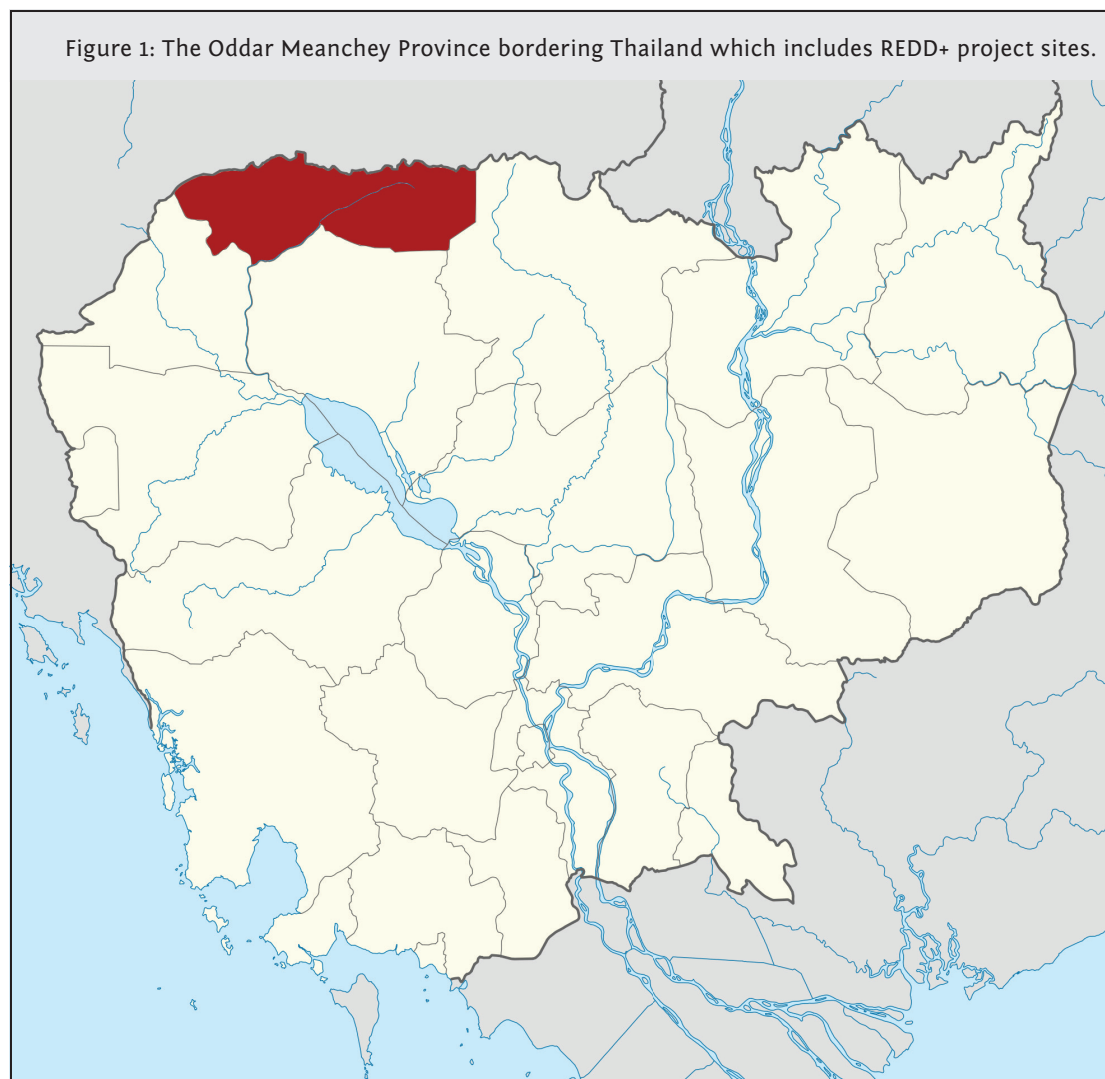 Figure 1: The Oddar Meanchey Province bordering Thailand which includes REDD+ project sites.